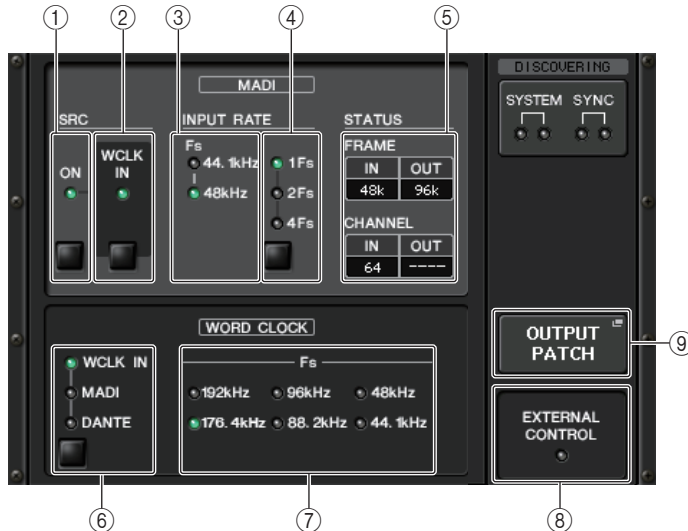 ① ② ③ ④ ⑤
MADI
SRC
ON
WCLK
IN
INPUT RATE
Fs
44.1kHz
48kHz
1Fs
2Fs
4Fs
STATUS
FRAME
IN OUT
48k 96k
CHANNEL
IN OUT
64 ----
DISCOVERING
SYSTEM SYNC
WORD CLOCK
WCLK IN
MADI
DANTE
Fs
192kHz 96kHz 48kHz
176.4kHz 88.2kHz 44.1kHz
OUTPUT
PATCH
⑨
EXTERNAL
CONTROL
⑥ ⑦ ⑧